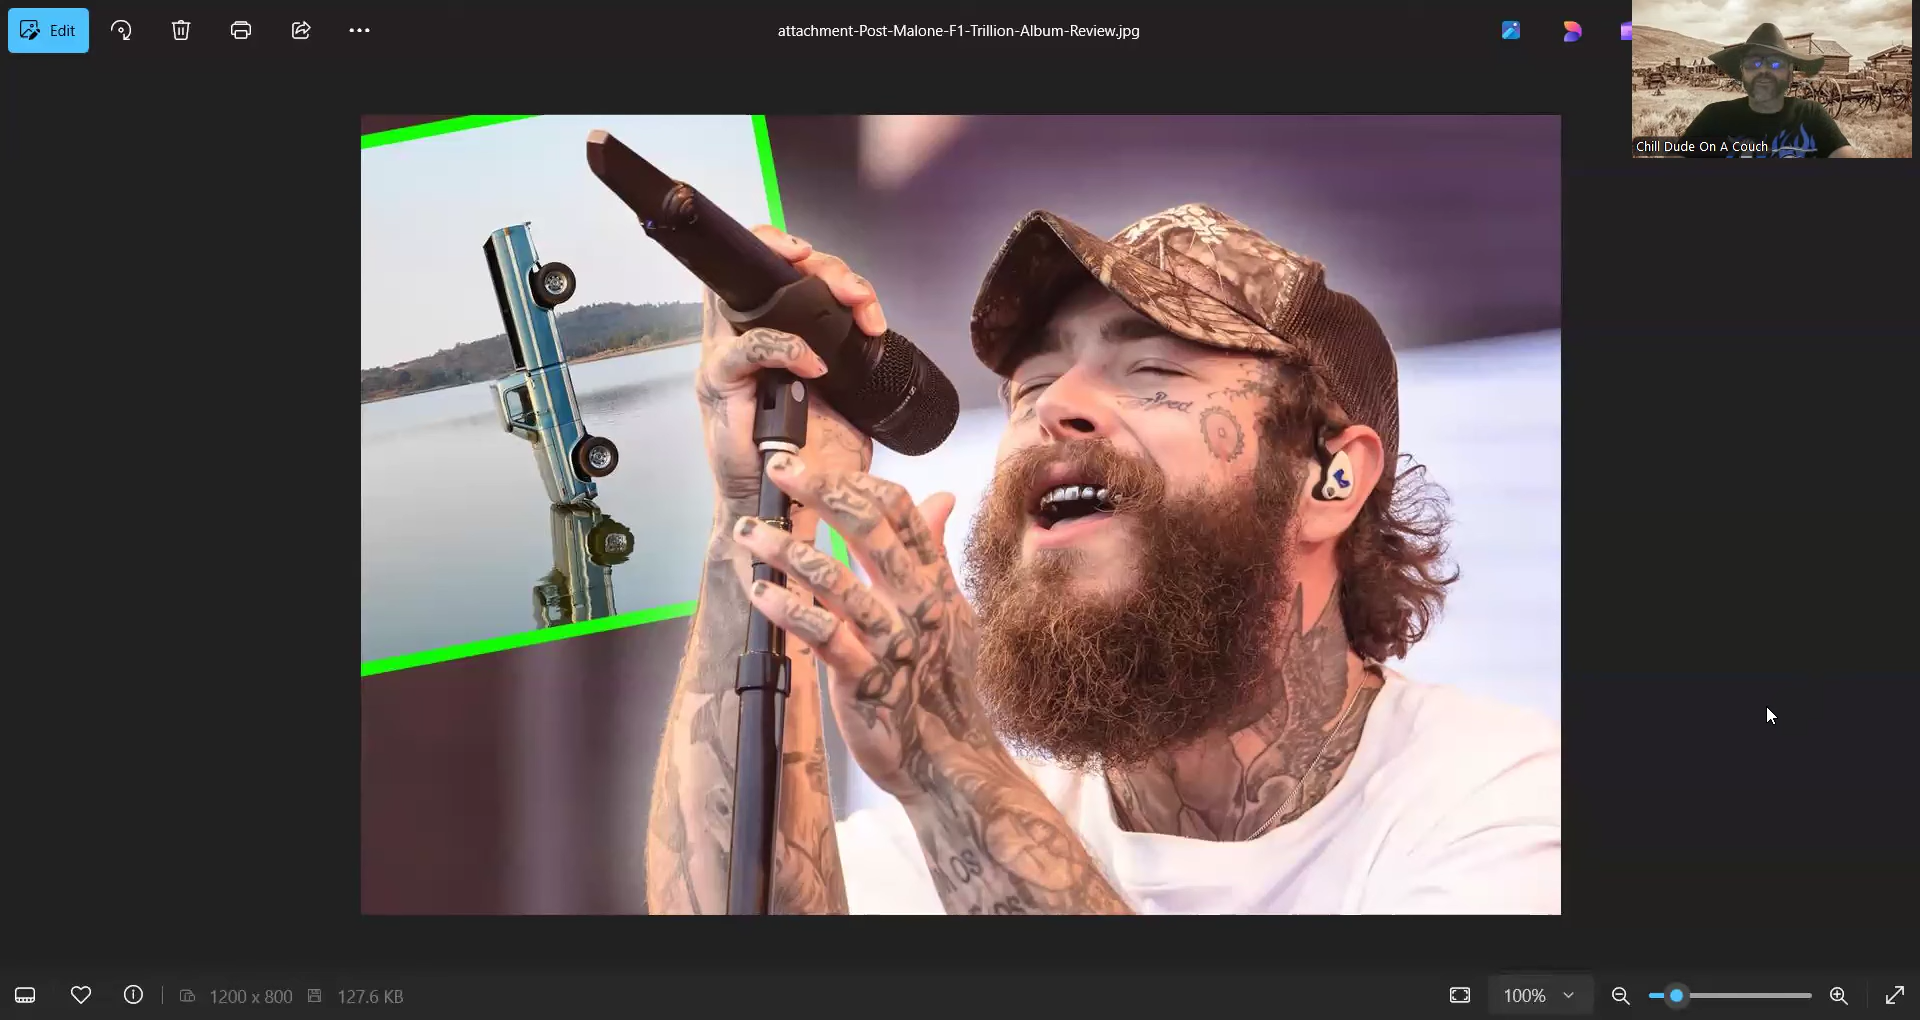 Edit
attachment-Post-Malone-F1-Trillion-Album-Review.jpg
Chill Dude On A Couch
1200 x 800
127.6 KB
100%